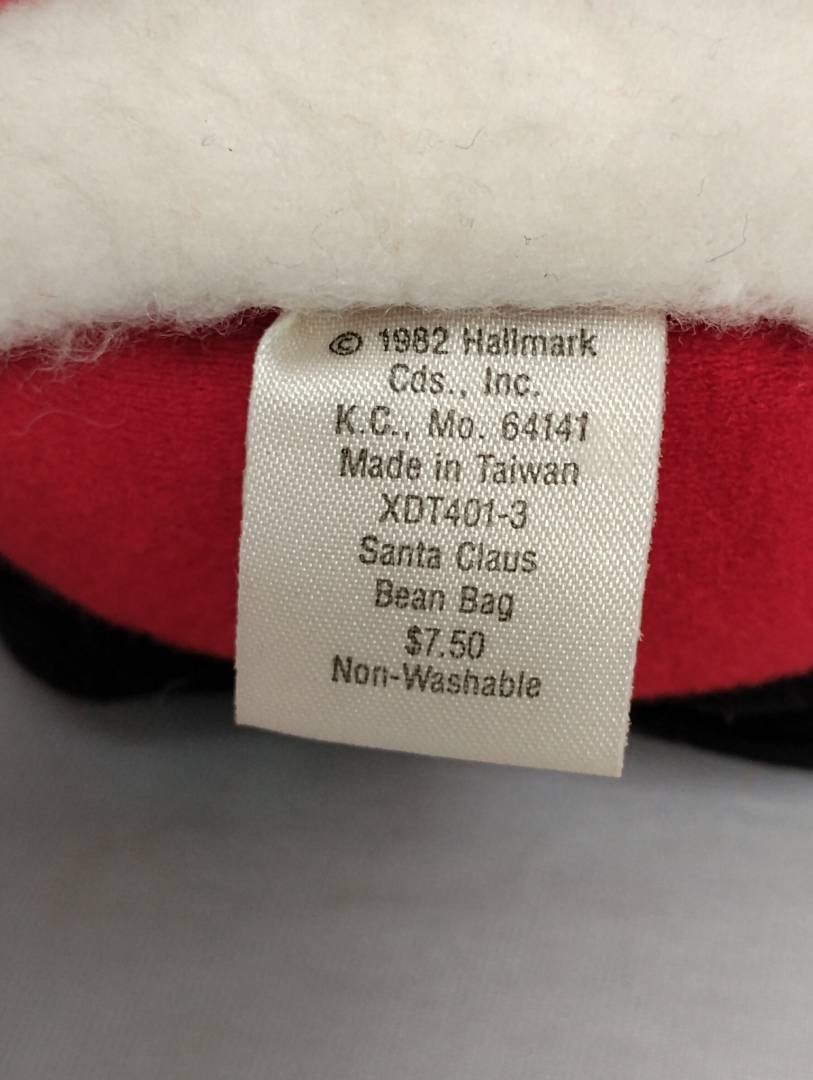 © 1982 Hallmark
Cds., Inc.
K.C., Mo. 64141
Made in Taiwan
XDT401-3
Santa Claus
Bean Bag
$7.50
Non-Washable